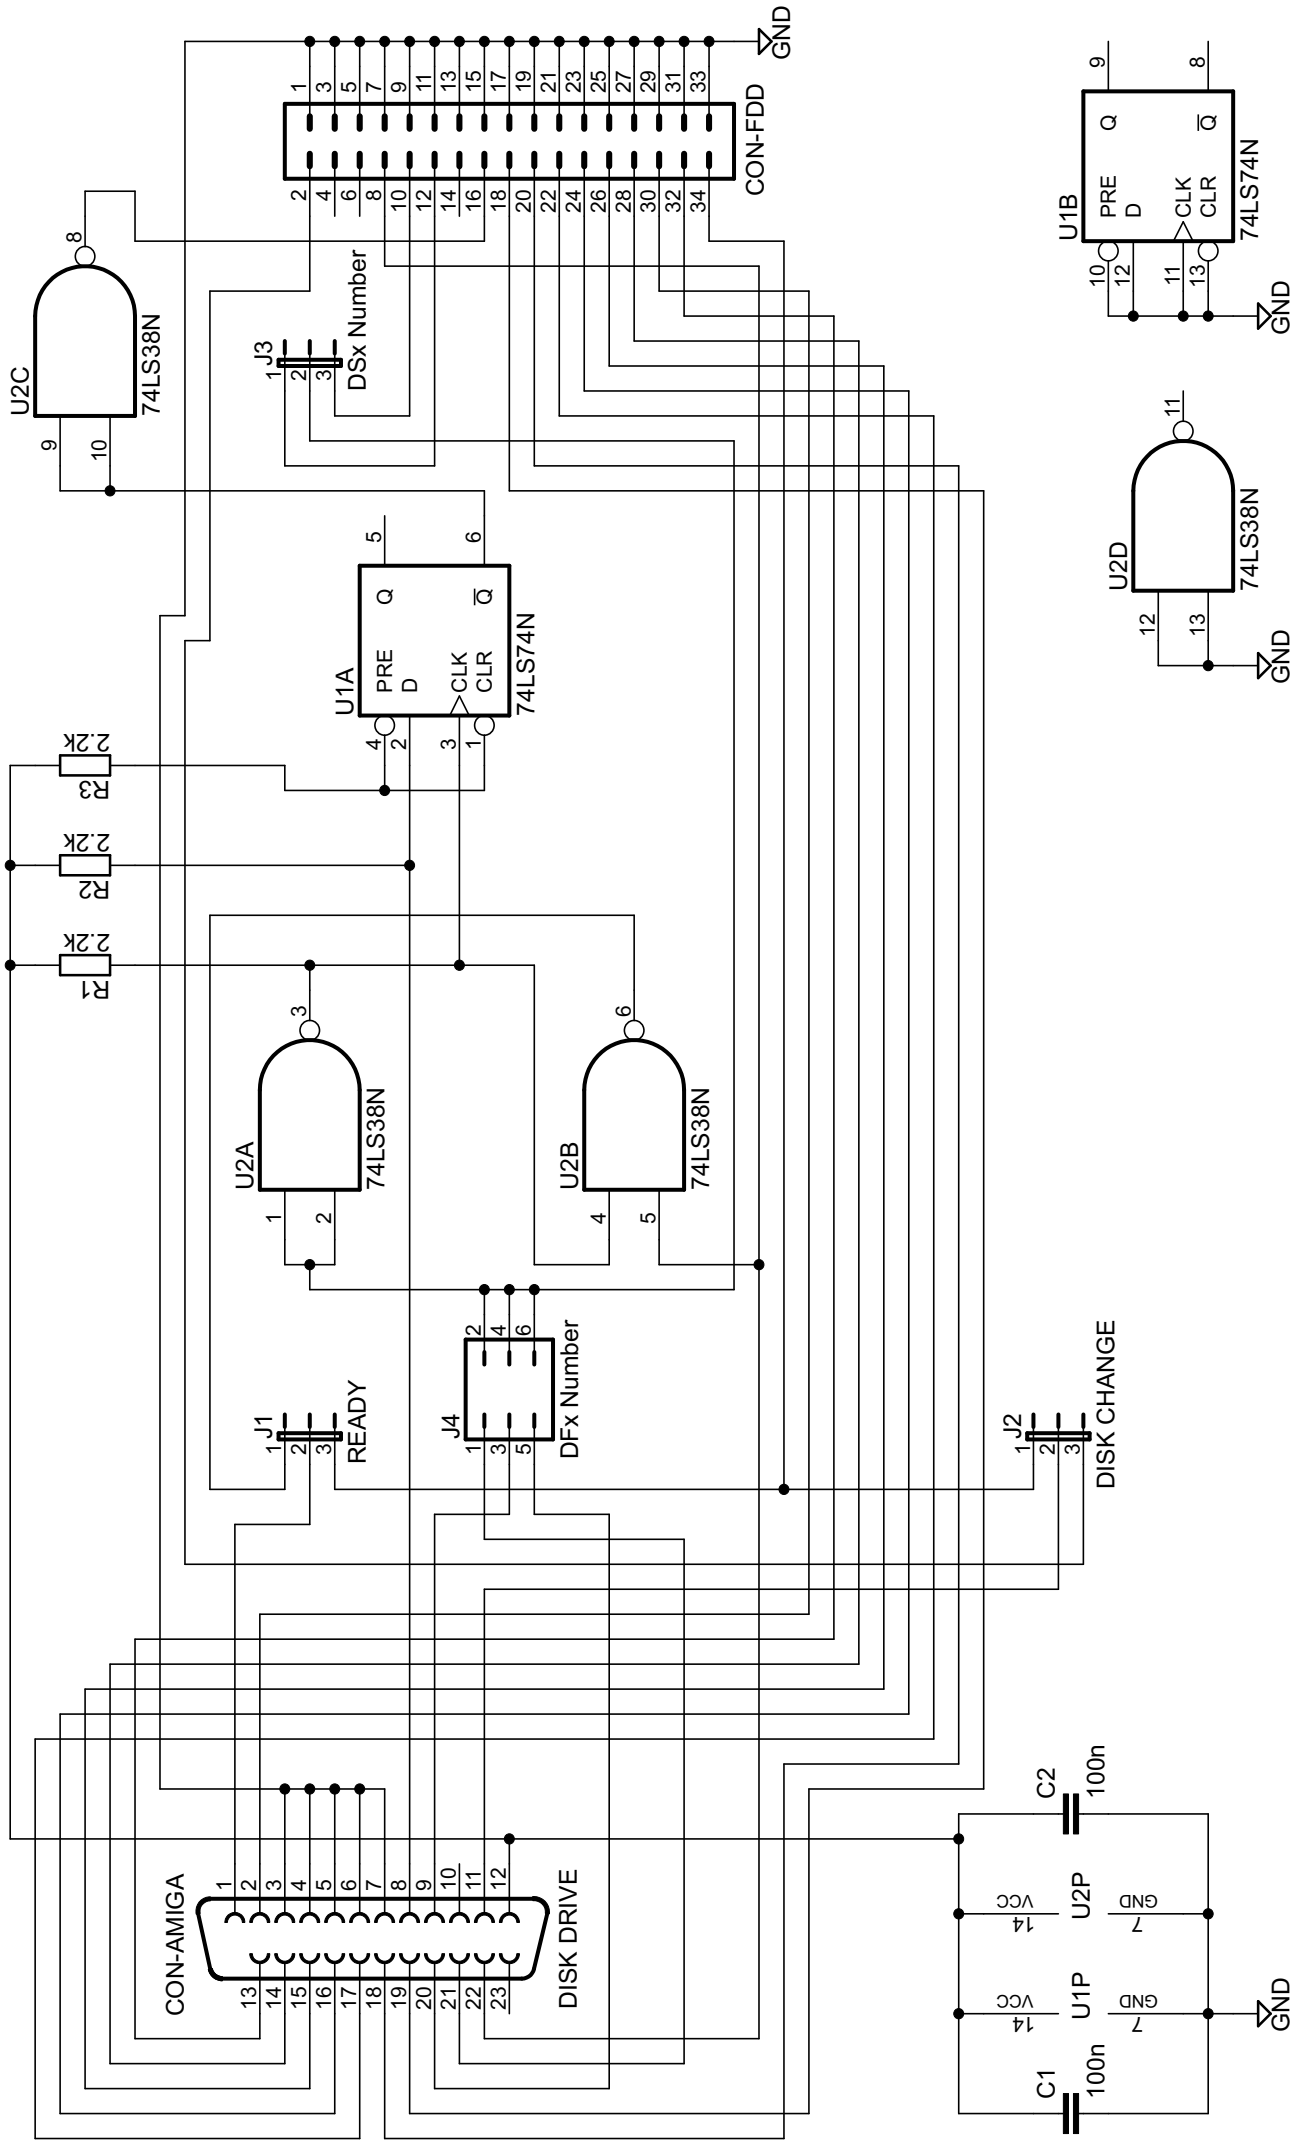 U2C
9
10
8
74LS38N
J3
1
2
3
DSx Number
1
3
5
7
9
11
13
15
17
19
21
23
25
27
29
31
33
2
4
6
8
10
12
14
16
18
20
22
24
26
28
30
32
34
CON-FDD
GND
R3
2.2k
R2
2.2k
R1
2.2k
U1A
PRE
D
CLK
CLR
Q
Q
4
2
3
1
5
6
74LS74N
U2A
1
2
3
74LS38N
U2B
4
5
6
74LS38N
J1
1
2
3
READY
J4
1
3
5
2
4
6
DFx Number
J2
1
2
3
DISK CHANGE
CON-AMIGA
1
2
3
4
5
6
7
8
9
10
11
12
13
14
15
16
17
18
19
20
21
22
23
DISK DRIVE
U1B
PRE
D
CLK
CLR
Q
Q
10
12
11
13
9
8
74LS74N
GND
U2D
12
13
11
74LS38N
GND
C1
100n
U1P
14
VCC
7
GND
U2P
14
VCC
7
GND
C2
100n
GND